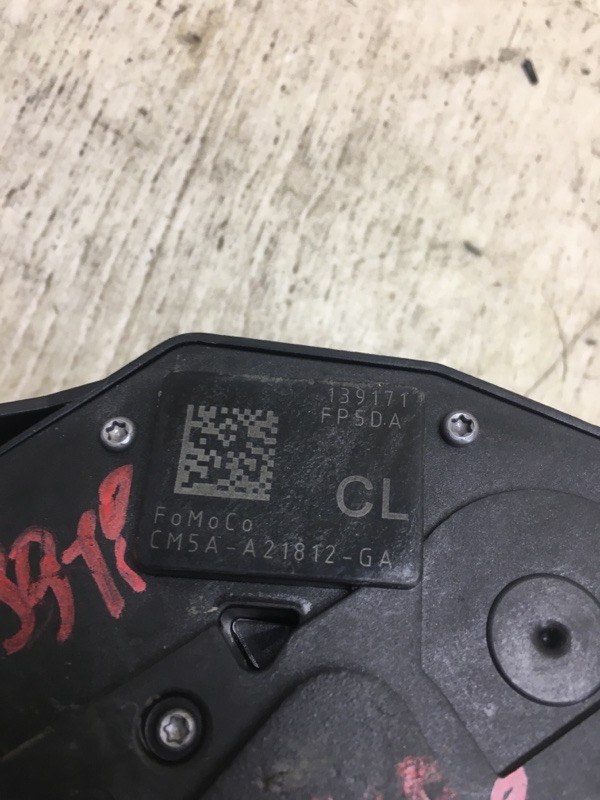 139171
FP5DA
CL
FoMoCo
CM5A-A21812-GA